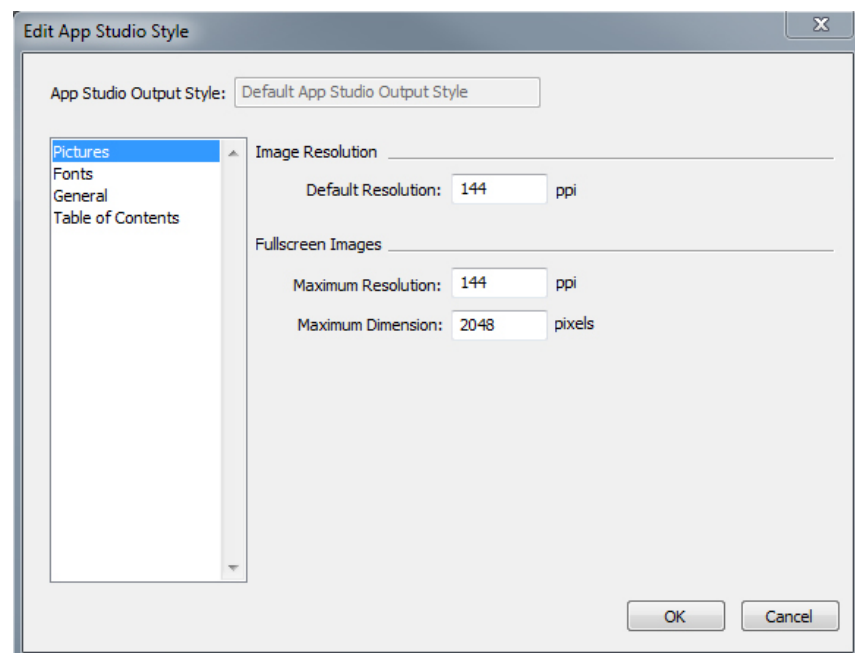 Edit App Studio Style
App Studio Output Style: Default App Studio Output Style
Pictures
Fonts
General
Table of Contents
Image Resolution
Default Resolution: 144 ppi
Fullscreen Images
Maximum Resolution: 144 ppi
Maximum Dimension: 2048 pixels
OK Cancel